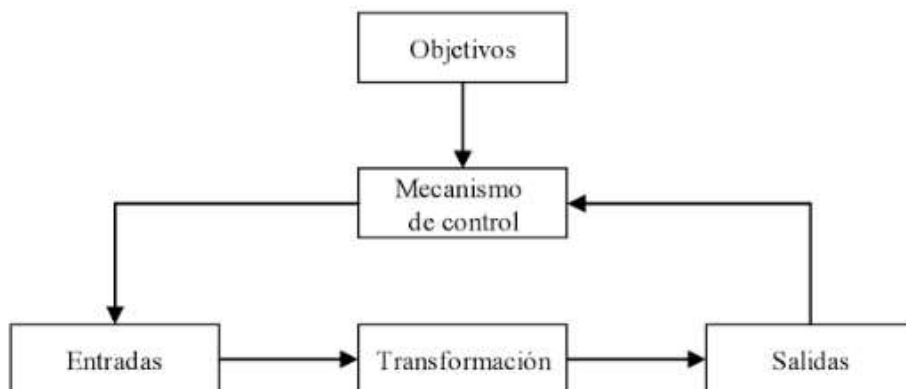 Objetivos
Mecanismo
de control
Entradas
Transformación
Salidas